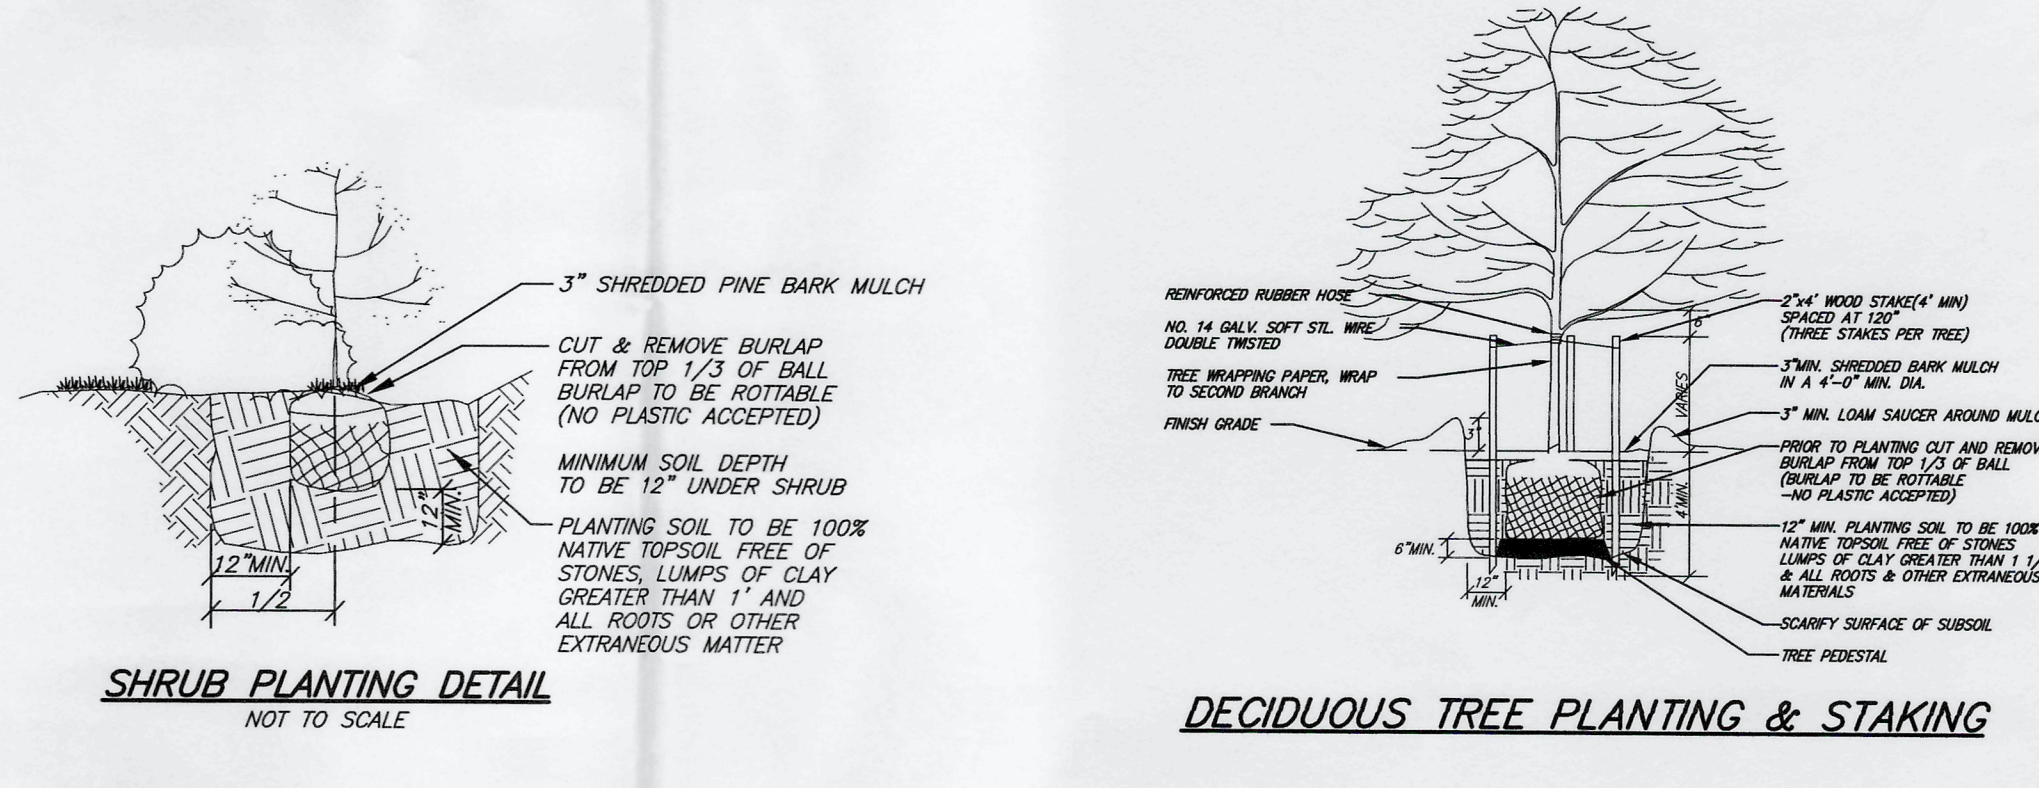 3" SHREDDED PINE BARK MULCH
CUT & REMOVE BURLAP
FROM TOP 1/3 OF BALL
BURLAP TO BE ROTTABLE
(NO PLASTIC ACCEPTED)
MINIMUM SOIL DEPTH
TO BE 12" UNDER SHRUB
PLANTING SOIL TO BE 100%
NATIVE TOPSOIL FREE OF
STONES, LUMPS OF CLAY
GREATER THAN 1' AND
ALL ROOTS OR OTHER
EXTRANEOUS MATTER
12"
MIN.
12"MIN.
1/2
SHRUB PLANTING DETAIL
NOT TO SCALE
REINFORCED RUBBER HOSE
NO. 14 GALV. SOFT STL. WIRE
DOUBLE TWISTED
TREE WRAPPING PAPER, WRAP
TO SECOND BRANCH
FINISH GRADE
3"
6"MIN.
12"
MIN.
VARIES
4'MIN.
2"x4' WOOD STAKE(4' MIN)
SPACED AT 120°
(THREE STAKES PER TREE)
3"MIN. SHREDDED BARK MULCH
IN A 4'-0" MIN. DIA.
3" MIN. LOAM SAUCER AROUND MULC
PRIOR TO PLANTING CUT AND REMOV
BURLAP FROM TOP 1/3 OF BALL
(BURLAP TO BE ROTTABLE
-NO PLASTIC ACCEPTED)
12" MIN. PLANTING SOIL TO BE 100%
NATIVE TOPSOIL FREE OF STONES
LUMPS OF CLAY GREATER THAN 1 1/
& ALL ROOTS & OTHER EXTRANEOUS
MATERIALS
SCARIFY SURFACE OF SUBSOIL
TREE PEDESTAL
DECIDUOUS TREE PLANTING & STAKING